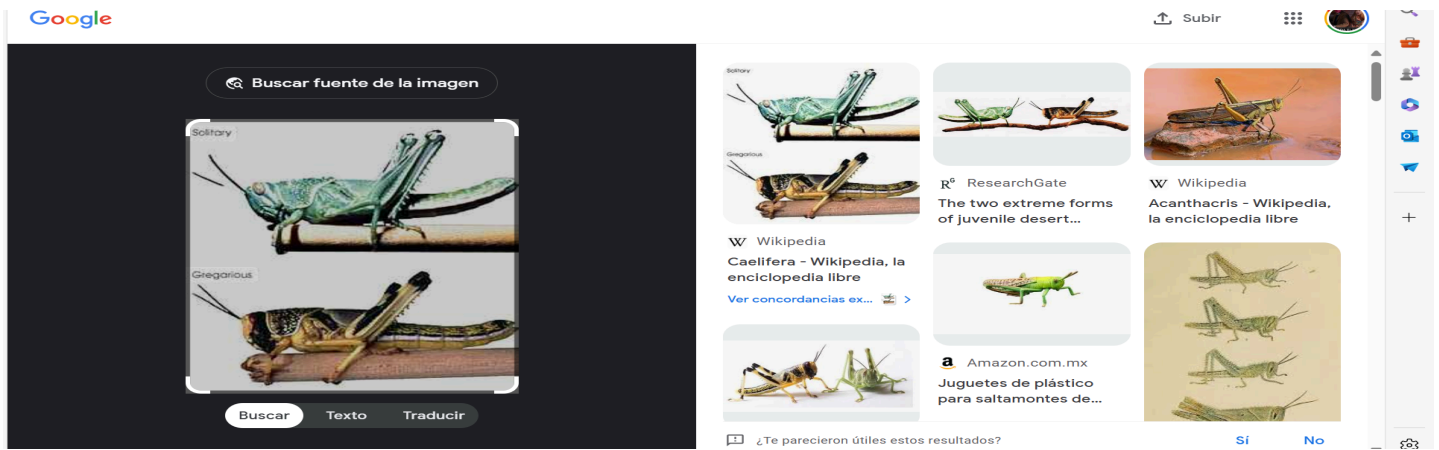 Google
Subir
Buscar fuente de la imagen
Solitary
Gregarious
Buscar
Texto
Traducir
Solitary
Gregarious
Wikipedia
Caelifera - Wikipedia, la
enciclopedia libre
Ver concordancias ex...
ResearchGate
The two extreme forms
of juvenile desert...
Amazon.com.mx
Juguetes de plástico
para saltamontes de...
Wikipedia
Acanthacris - Wikipedia,
la enciclopedia libre
¿Te parecieron útiles estos resultados?
Sí
No